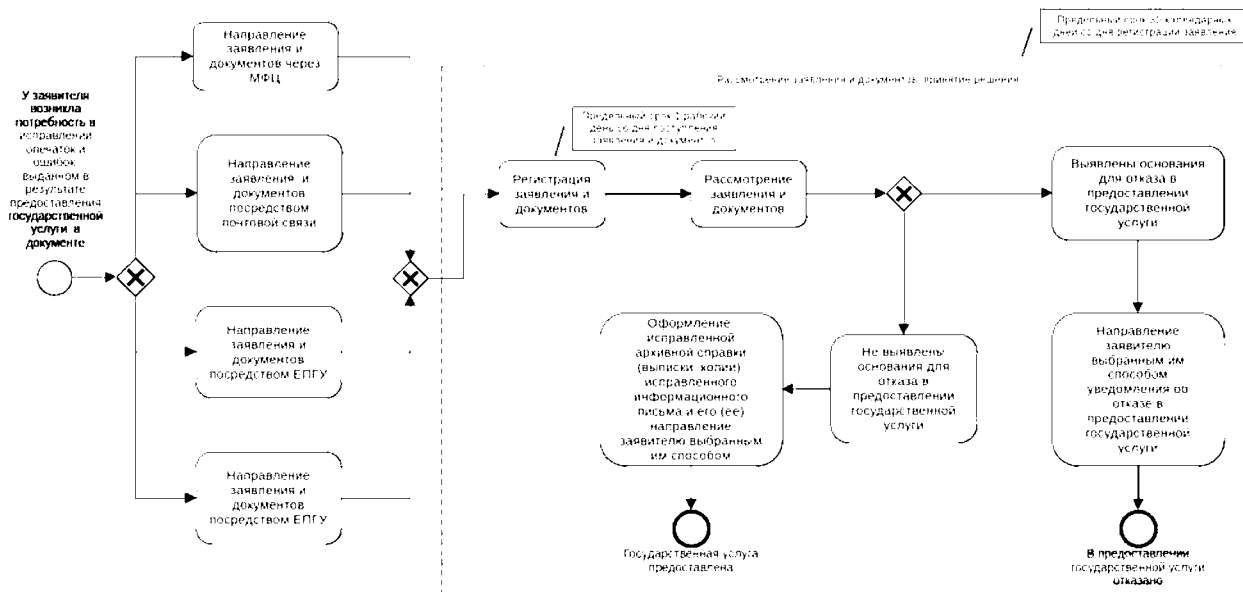 Предельный срок 30 календарных
дней со дня регистрации заявления
Рассмотрение заявления и документов, принятие решения
У заявителя
возникла
потребность в
исправлении
опечаток и
ошибок
выданном в
результате
предоставления
государственной
услуги в
документе
Направление
заявления и
документов через
МФЦ
Направление
заявления и
документы
посредством
почтовой связи
Направление
заявления и
документов
посредством ЕПГУ
Направление
заявления и
документов
посредством ЕПГУ
Предельный срок 1 рабочий
день со дня поступления
заявления и документов
Регистрация
заявления и
документов
Рассмотрение
заявления и
документов
Выявлены основания
для отказа в
предоставлении
государственной
услуги
Не выявлены
основания для
отказа в
предоставлении
государственной
услуги
Оформление
исправленной
архивной справки
(выписки копии)
исправленного
информационного
письма и его (ее)
направление
заявителю выбранным
им способом
Направление
заявителю
выбранным им
способом
уведомления об
отказе в
предоставлении
государственной
услуги
Государственная услуга
предоставлена
В предоставлении
государственной услуги
отказано